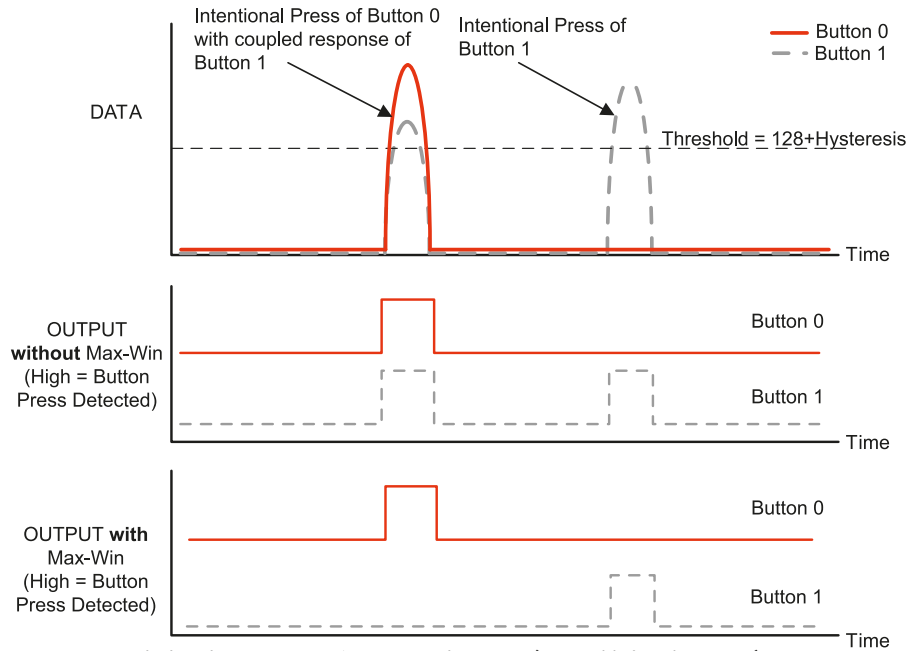 Intentional Press of Button 0
with coupled response of
Button 1
Intentional Press of
Button 1
Button 0
Button 1
DATA
Threshold = 128+Hysteresis
Time
OUTPUT
without Max-Win
(High = Button
Press Detected)
Button 0
Button 1
Time
OUTPUT with
Max-Win
(High = Button
Press Detected)
Button 0
Button 1
Time